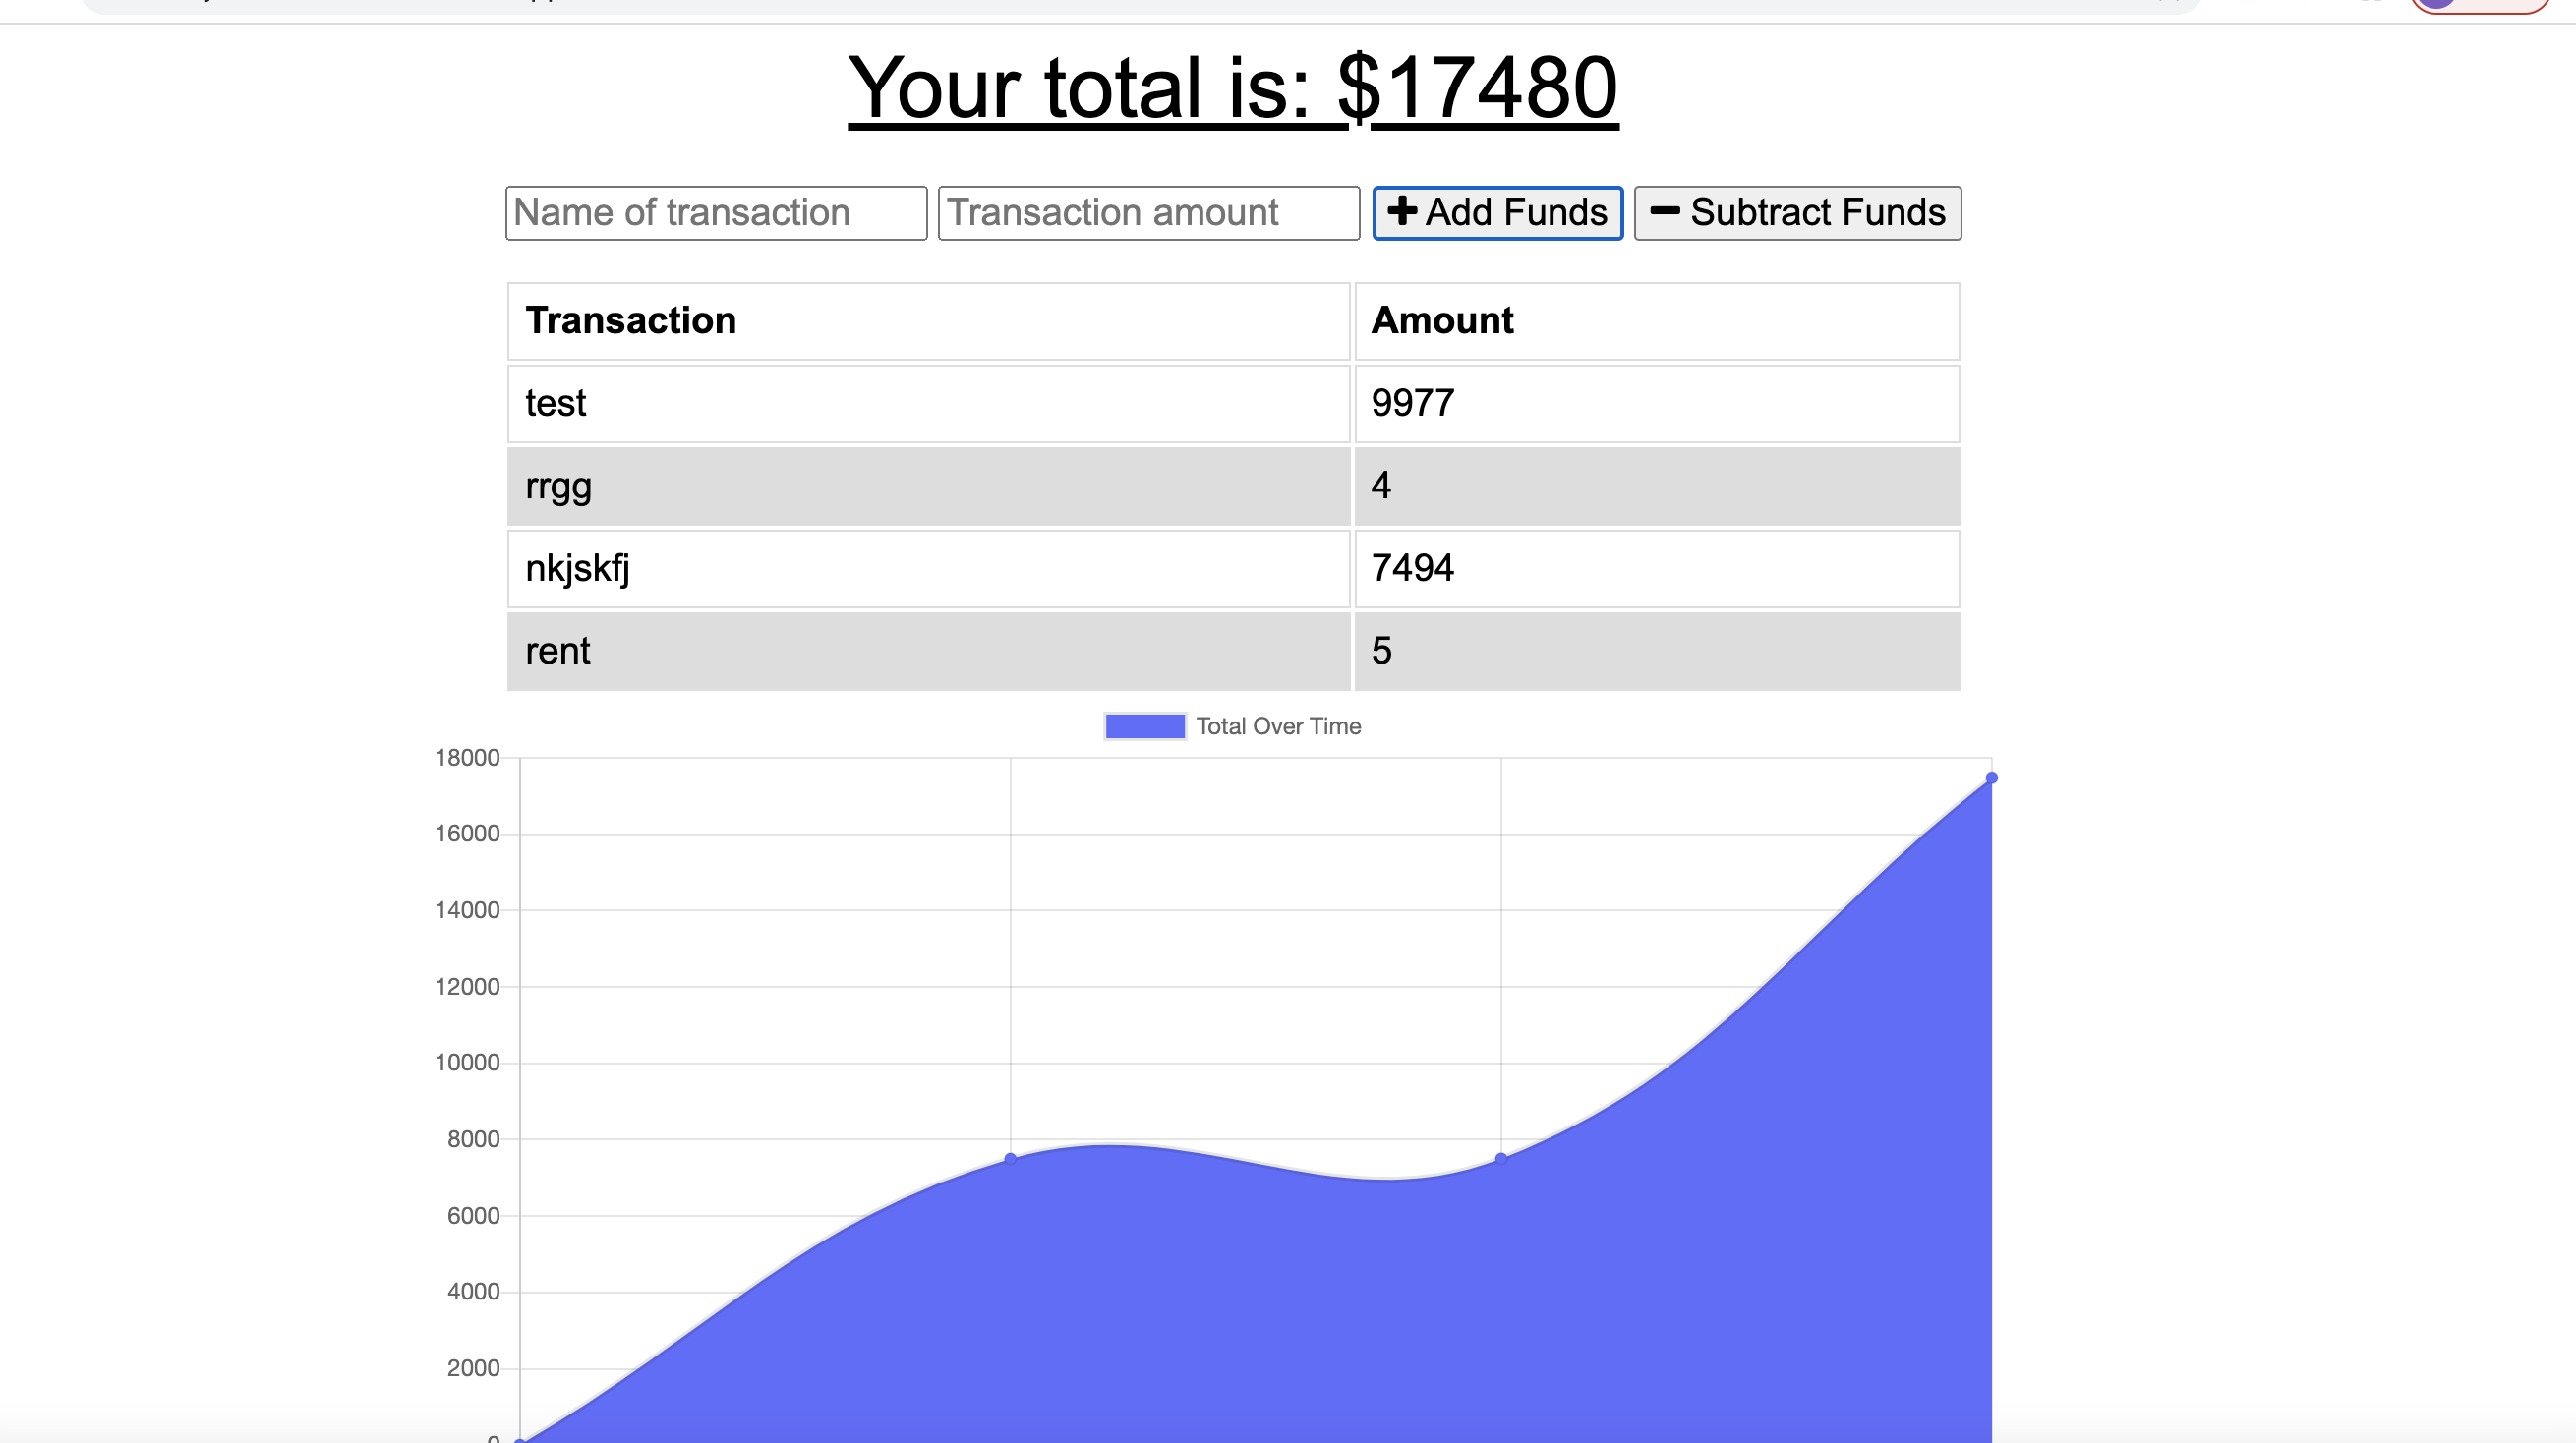 Your total is: $17480
Name of transaction Transaction amount + Add Funds − Subtract Funds
Transaction Amount
test 9977
rrgg 4
nkjskfj 7494
rent 5
Total Over Time
18000
16000
14000
12000
10000
8000
6000
4000
2000
0